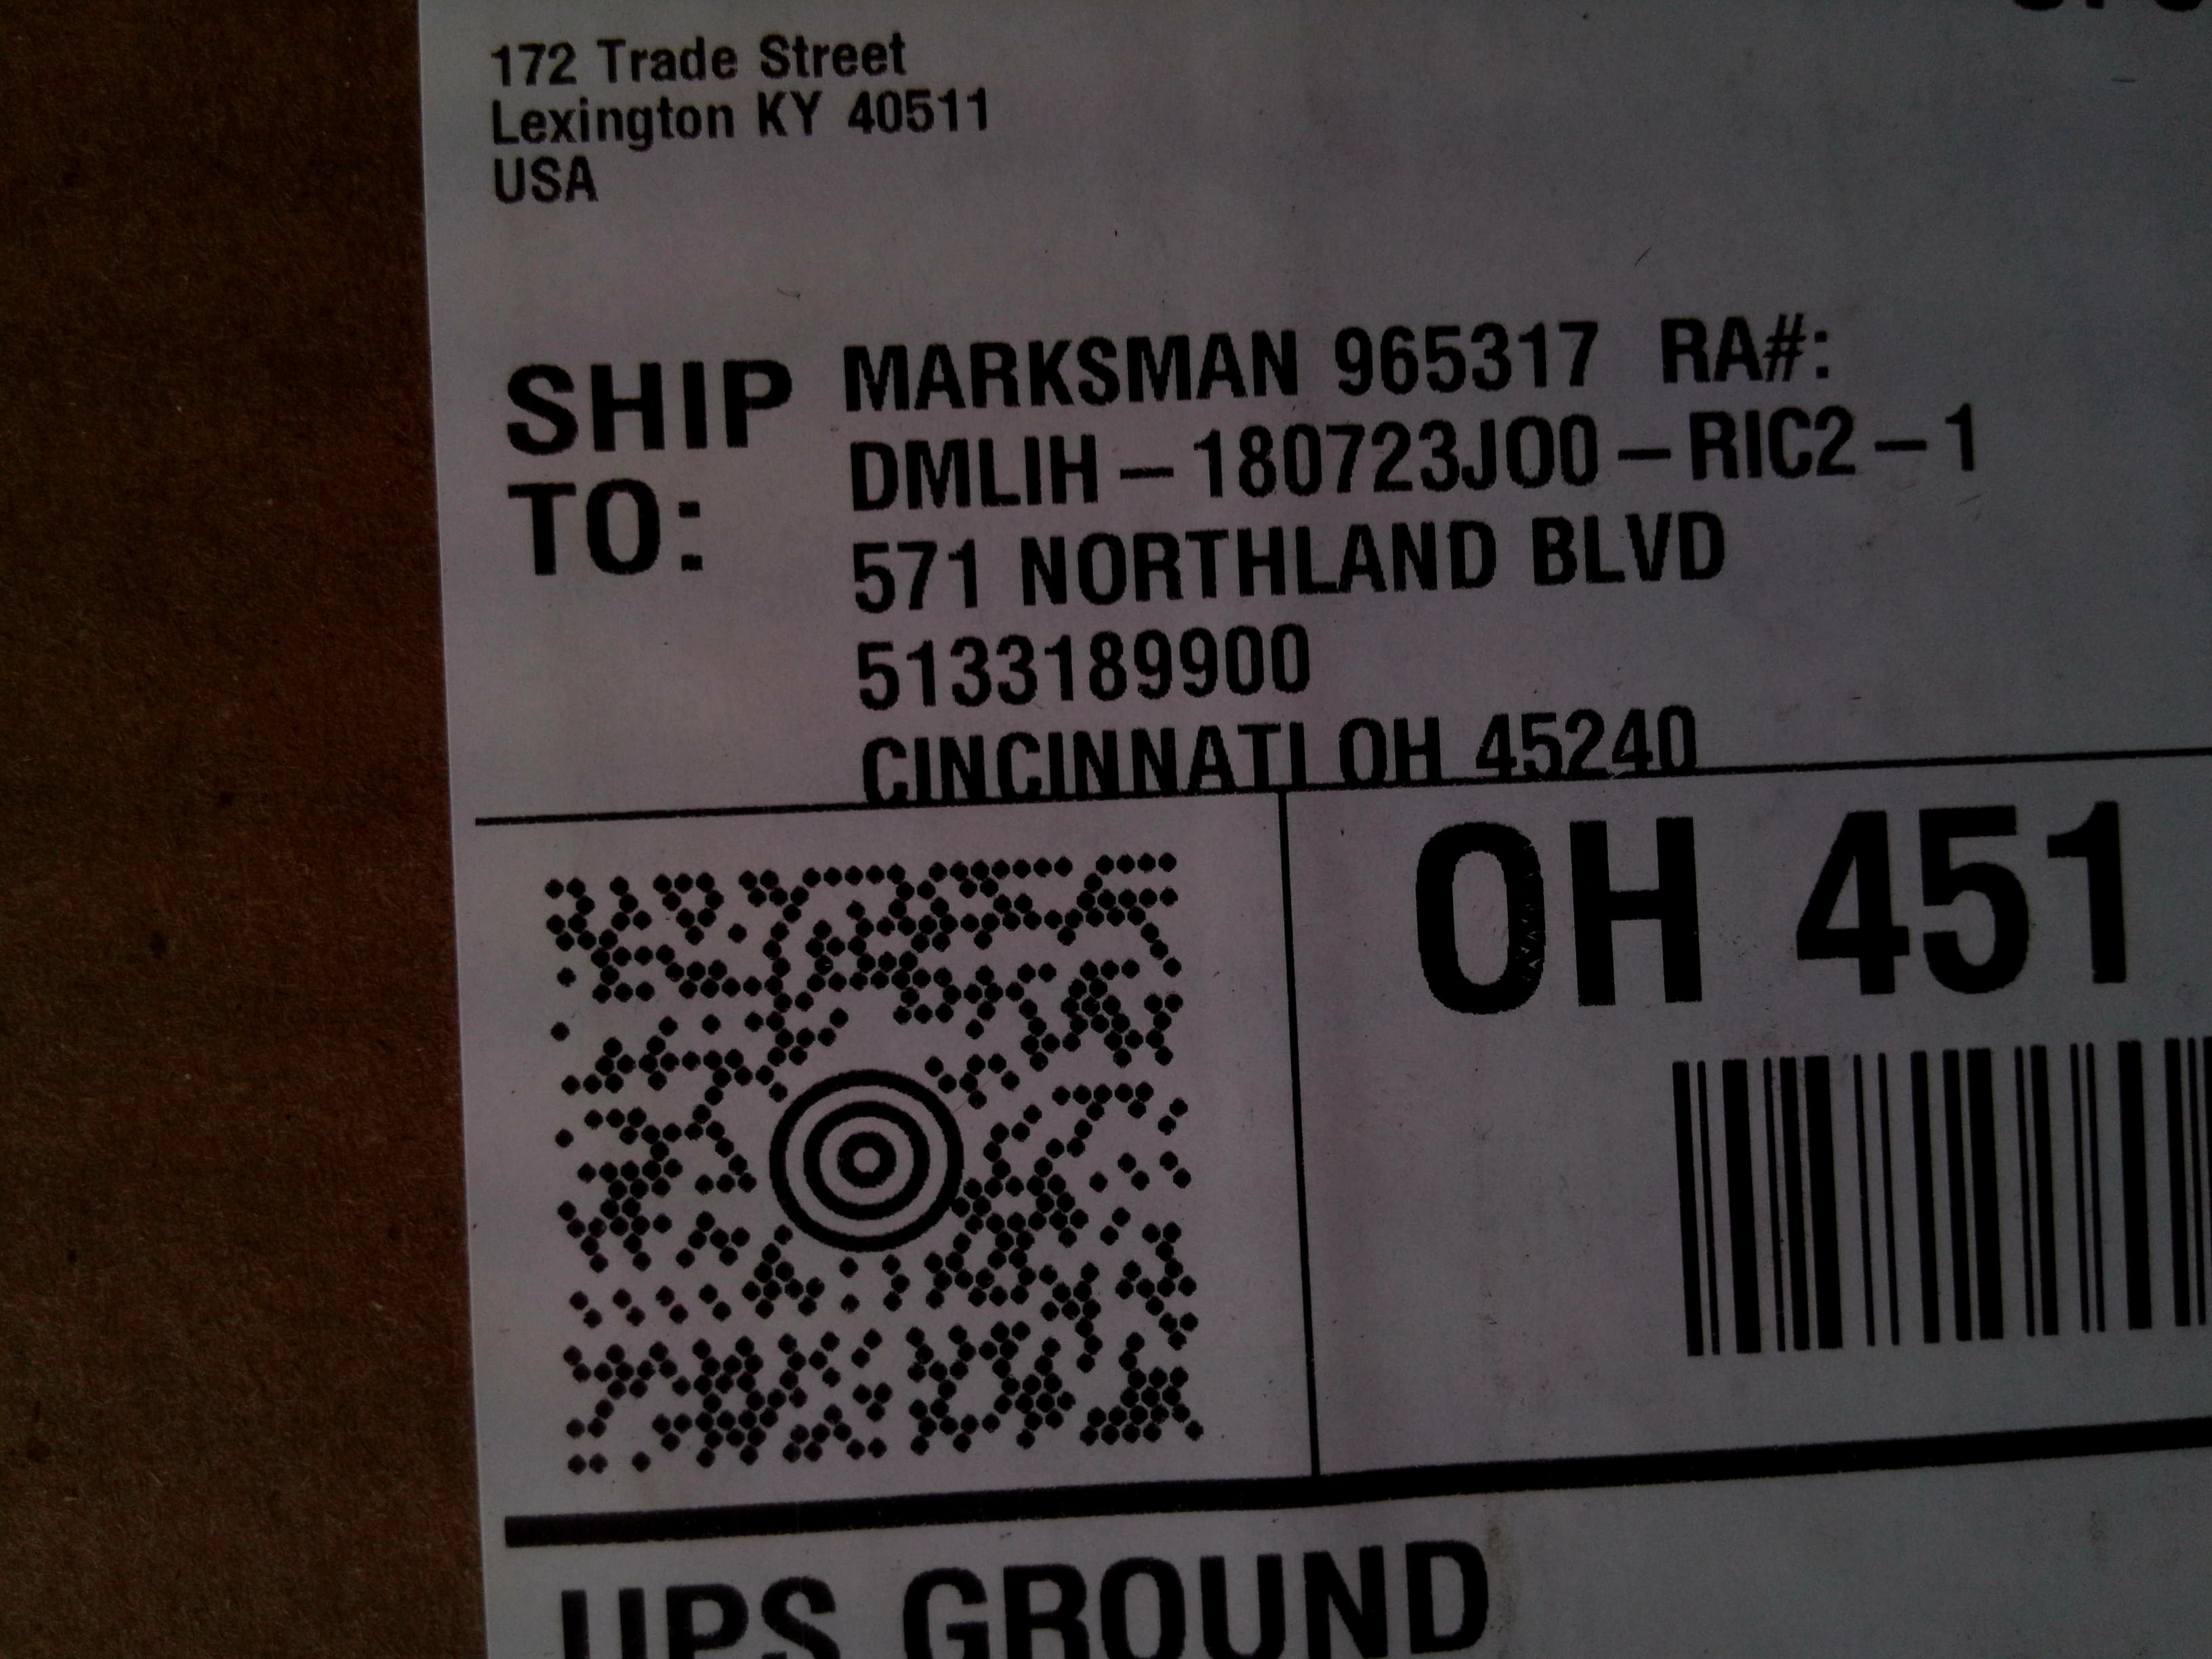 172 Trade Street
Lexington KY 40511
USA
SHIP TO:
MARKSMAN 965317 RA#:
DMLIH-180723JO0-RIC2-1
571 NORTHLAND BLVD
5133189900
CINCINNATI OH 45240
OH 451
UPS GROUND